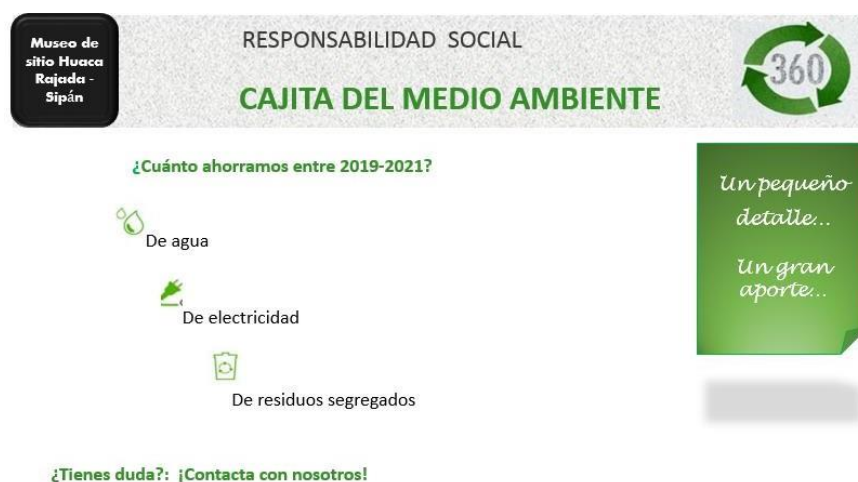 Museo de
sitio Huaca
Rajada -
Sipán
RESPONSABILIDAD SOCIAL
CAJITA DEL MEDIO AMBIENTE
360
¿Cuánto ahorramos entre 2019-2021?
De agua
De electricidad
De residuos segregados
Un pequeño
detalle...
Un gran
aporte...
¿Tienes duda?: ¡Contacta con nosotros!